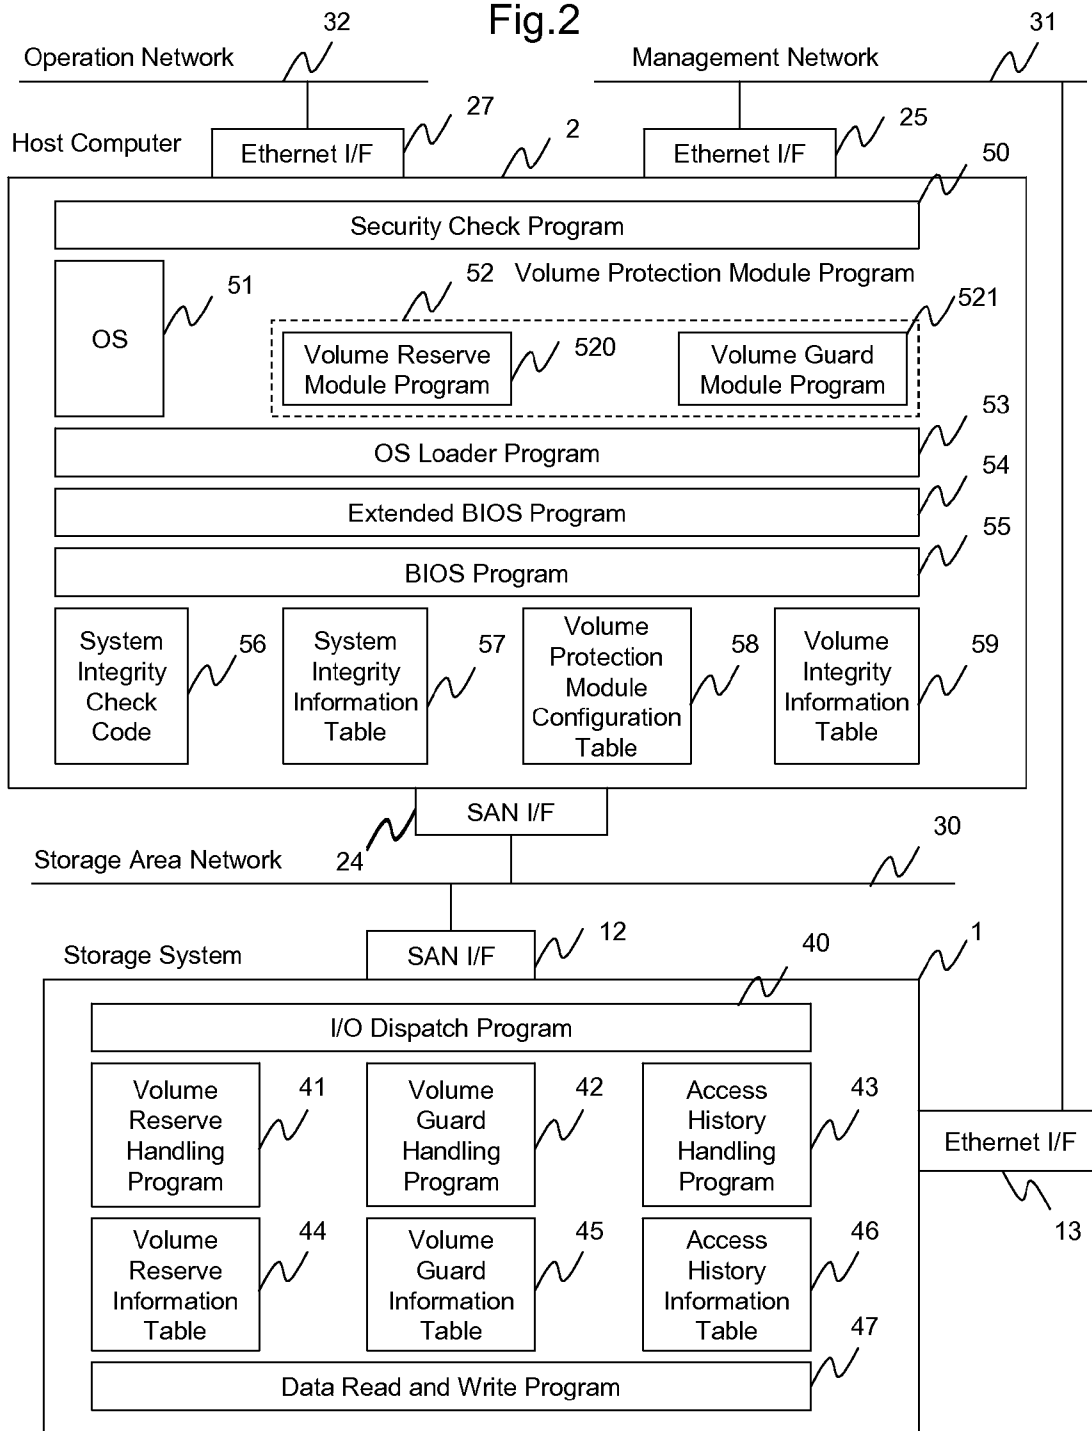 Fig.2
32
31
Operation Network
Management Network
27
25
Host Computer
2
Ethernet I/F
Ethernet I/F
50
Security Check Program
51
52
Volume Protection Module Program
521
OS
Volume Reserve
Module Program
520
Volume Guard
Module Program
53
OS Loader Program
54
Extended BIOS Program
55
BIOS Program
System
Integrity
Check
Code
56
System
Integrity
Information
Table
57
Volume
Protection
Module
Configuration
Table
58
Volume
Integrity
Information
Table
59
SAN I/F
24
30
Storage Area Network
12
1
Storage System
SAN I/F
40
I/O Dispatch Program
Volume
Reserve
Handling
Program
41
Volume
Guard
Handling
Program
42
Access
History
Handling
Program
43
Ethernet I/F
13
Volume
Reserve
Information
Table
44
Volume
Guard
Information
Table
45
Access
History
Information
Table
46
47
Data Read and Write Program